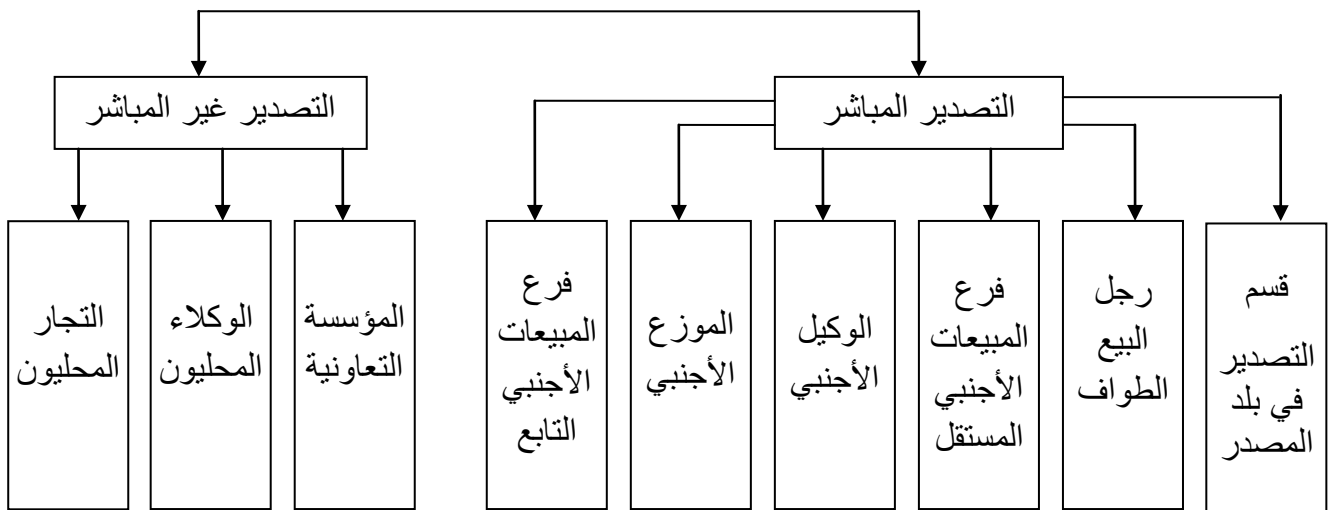 التصدير المباشر
التصدير غير المباشر
قسم
التصدير
في بلد
المصدر
رجل
البيع
الطواف
فرع
المبيعات
الأجنبي
المستقل
الوكيل
الأجنبي
الموزع
الأجنبي
فرع
المبيعات
الأجنبي
التابع
المؤسسة
التعاونية
الوكلاء
المحليون
التجار
المحليون